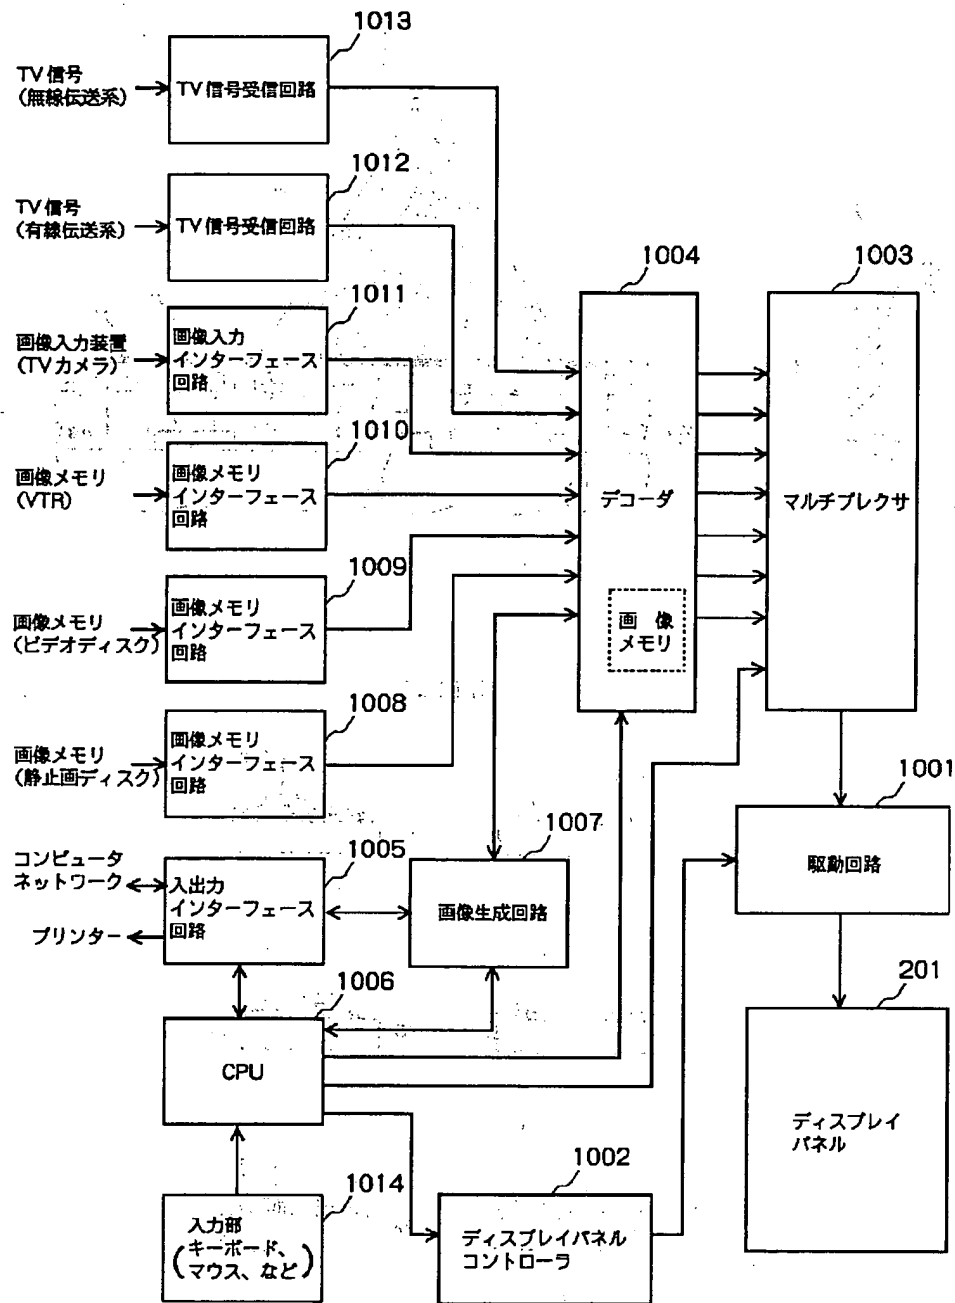 1013
TV 信号
(無線伝送系)
TV 信号受信回路
1012
TV 信号
(有線伝送系)
TV 信号受信回路
1011
画像入力装置
(TV カメラ)
画像入力
インターフェース
回路
1010
画像メモリ
(VTR)
画像メモリ
インターフェース
回路
1009
画像メモリ
(ビデオディスク)
画像メモリ
インターフェース
回路
1008
画像メモリ
(静止画ディスク)
画像メモリ
インターフェース
回路
1004
デコーダ
画 像
メモリ
1003
マルチプレクサ
1005
コンピュータ
ネットワーク
プリンター
入出力
インターフェース
回路
1007
画像生成回路
1001
駆動回路
1006
CPU
201
ディスプレイ
パネル
1014
入力部
(キーボード、
マウス、など)
1002
ディスプレイパネル
コントローラ